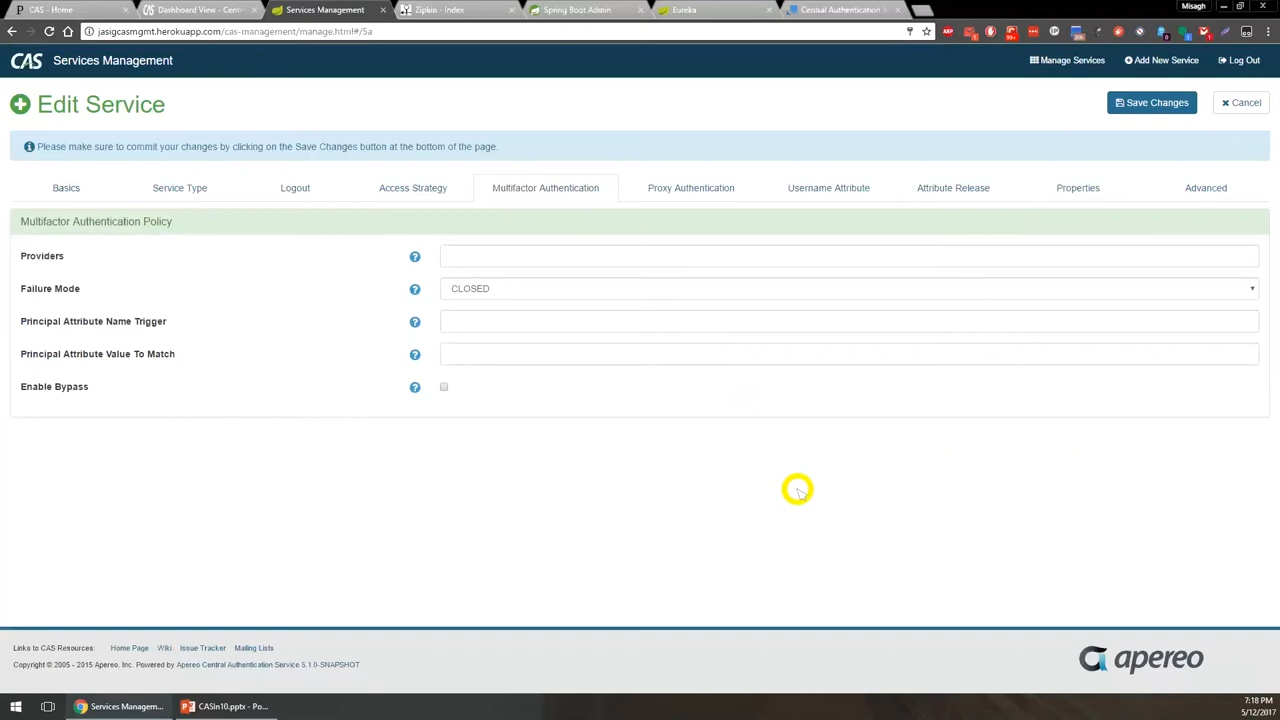 CAS - Home
Dashboard View - Centr
Services Management
Zipkin - Index
Spring Boot Admin
Eureka
Central Authentication S
Misagh
jasigcasmgmt.herokuapp.com/cas-management/manage.html#/5a
CAS Services Management
Manage Services
Add New Service
Log Out
Edit Service
Save Changes
Cancel
Please make sure to commit your changes by clicking on the Save Changes button at the bottom of the page.
Basics
Service Type
Logout
Access Strategy
Multifactor Authentication
Proxy Authentication
Username Attribute
Attribute Release
Properties
Advanced
Multifactor Authentication Policy
Providers
Failure Mode
CLOSED
Principal Attribute Name Trigger
Principal Attribute Value To Match
Enable Bypass
Links to CAS Resources: Home Page Wiki Issue Tracker Mailing Lists
Copyright © 2005 - 2015 Apereo, Inc. Powered by Apereo Central Authentication Service 5.1.0-SNAPSHOT
apereo
Services Managem...
CASin10.pptx - Po...
7:18 PM
5/12/2017